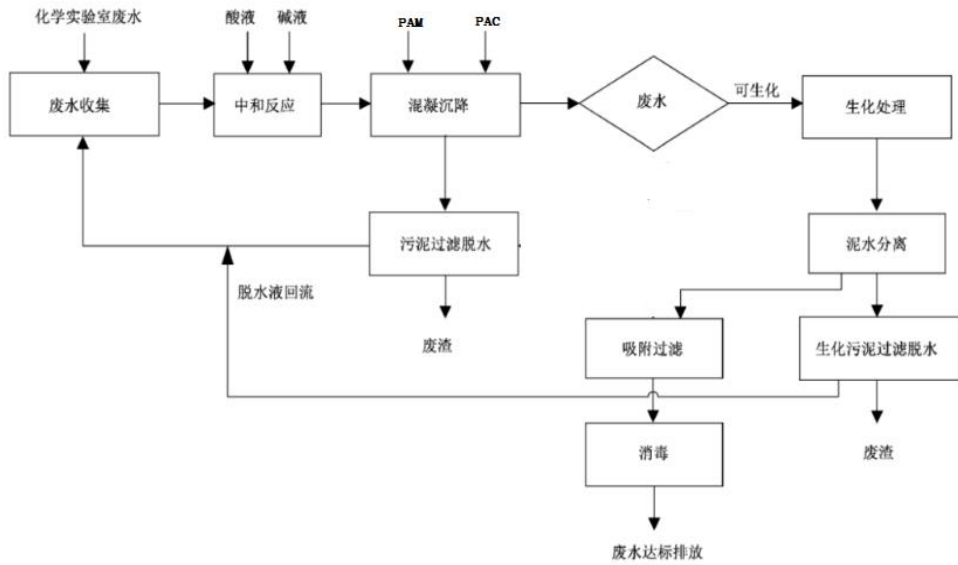 化学实验室废水
酸液
碱液
PAM
PAC
废水收集
中和反应
混凝沉降
废水
可生化
生化处理
污泥过滤脱水
泥水分离
脱水液回流
废渣
吸附过滤
生化污泥过滤脱水
消毒
废渣
废水达标排放